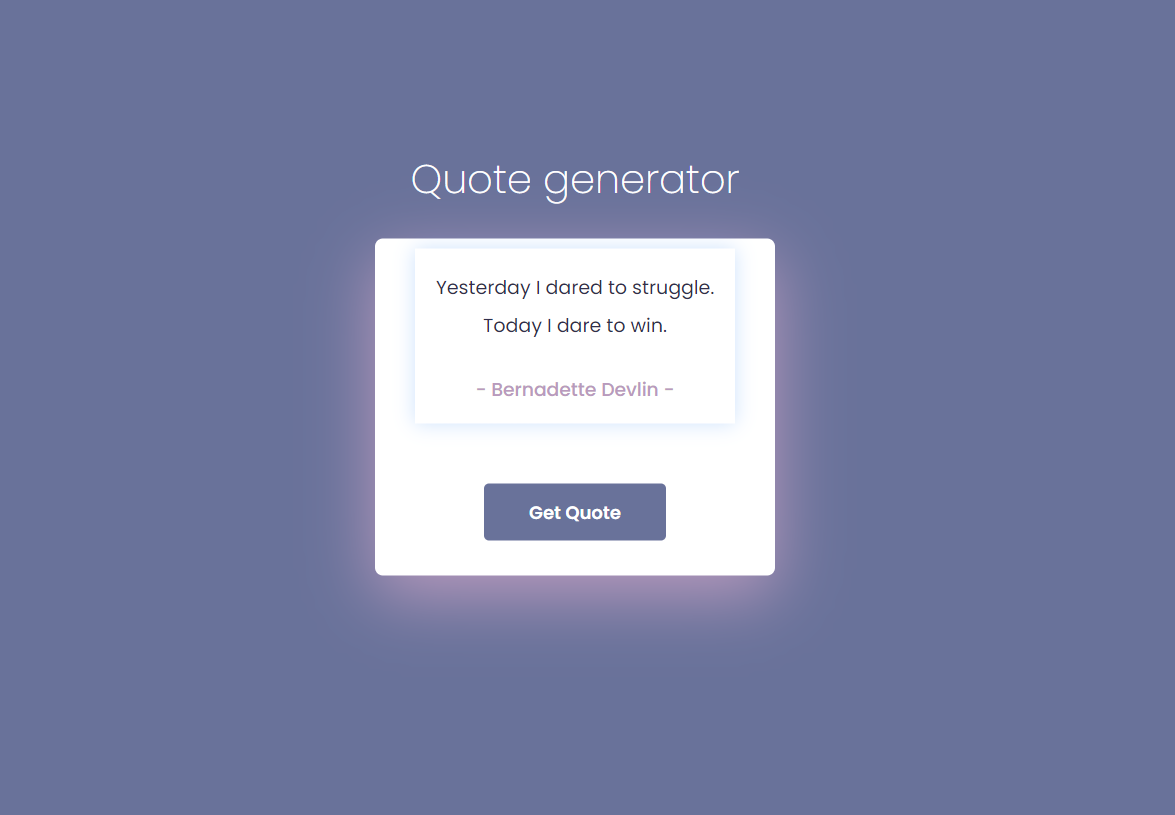 Quote generator
Yesterday I dared to struggle.
Today I dare to win.
- Bernadette Devlin -
Get Quote